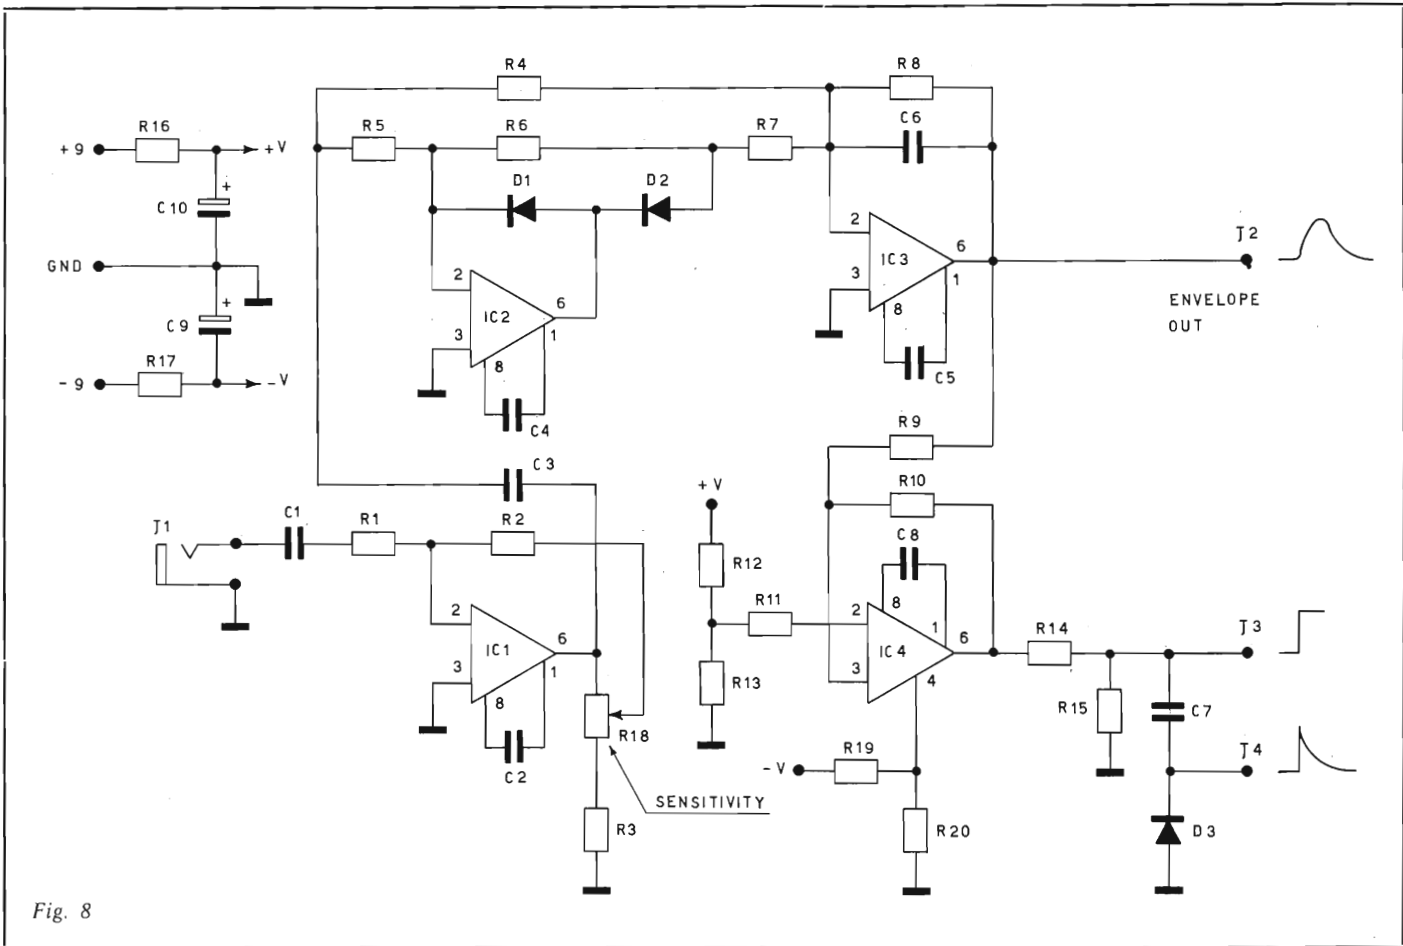 R4
R8
R16
R5
R6
R7
C6
+9
+V
D1
D2
+
C10
2
6
J2
GND
3
IC3
1
8
ENVELOPE
OUT
2
6
+
C9
IC2
3
1
8
R17
C5
-9
-V
C4
R9
C3
+V
R10
J1
C1
R1
R2
C8
R12
R11
8
2
2
1
6
R14
J3
6
IC1
IC4
3
3
1
4
R13
8
R18
R15
C7
C2
R19
J4
-V
SENSITIVITY
R3
R20
D3
Fig. 8